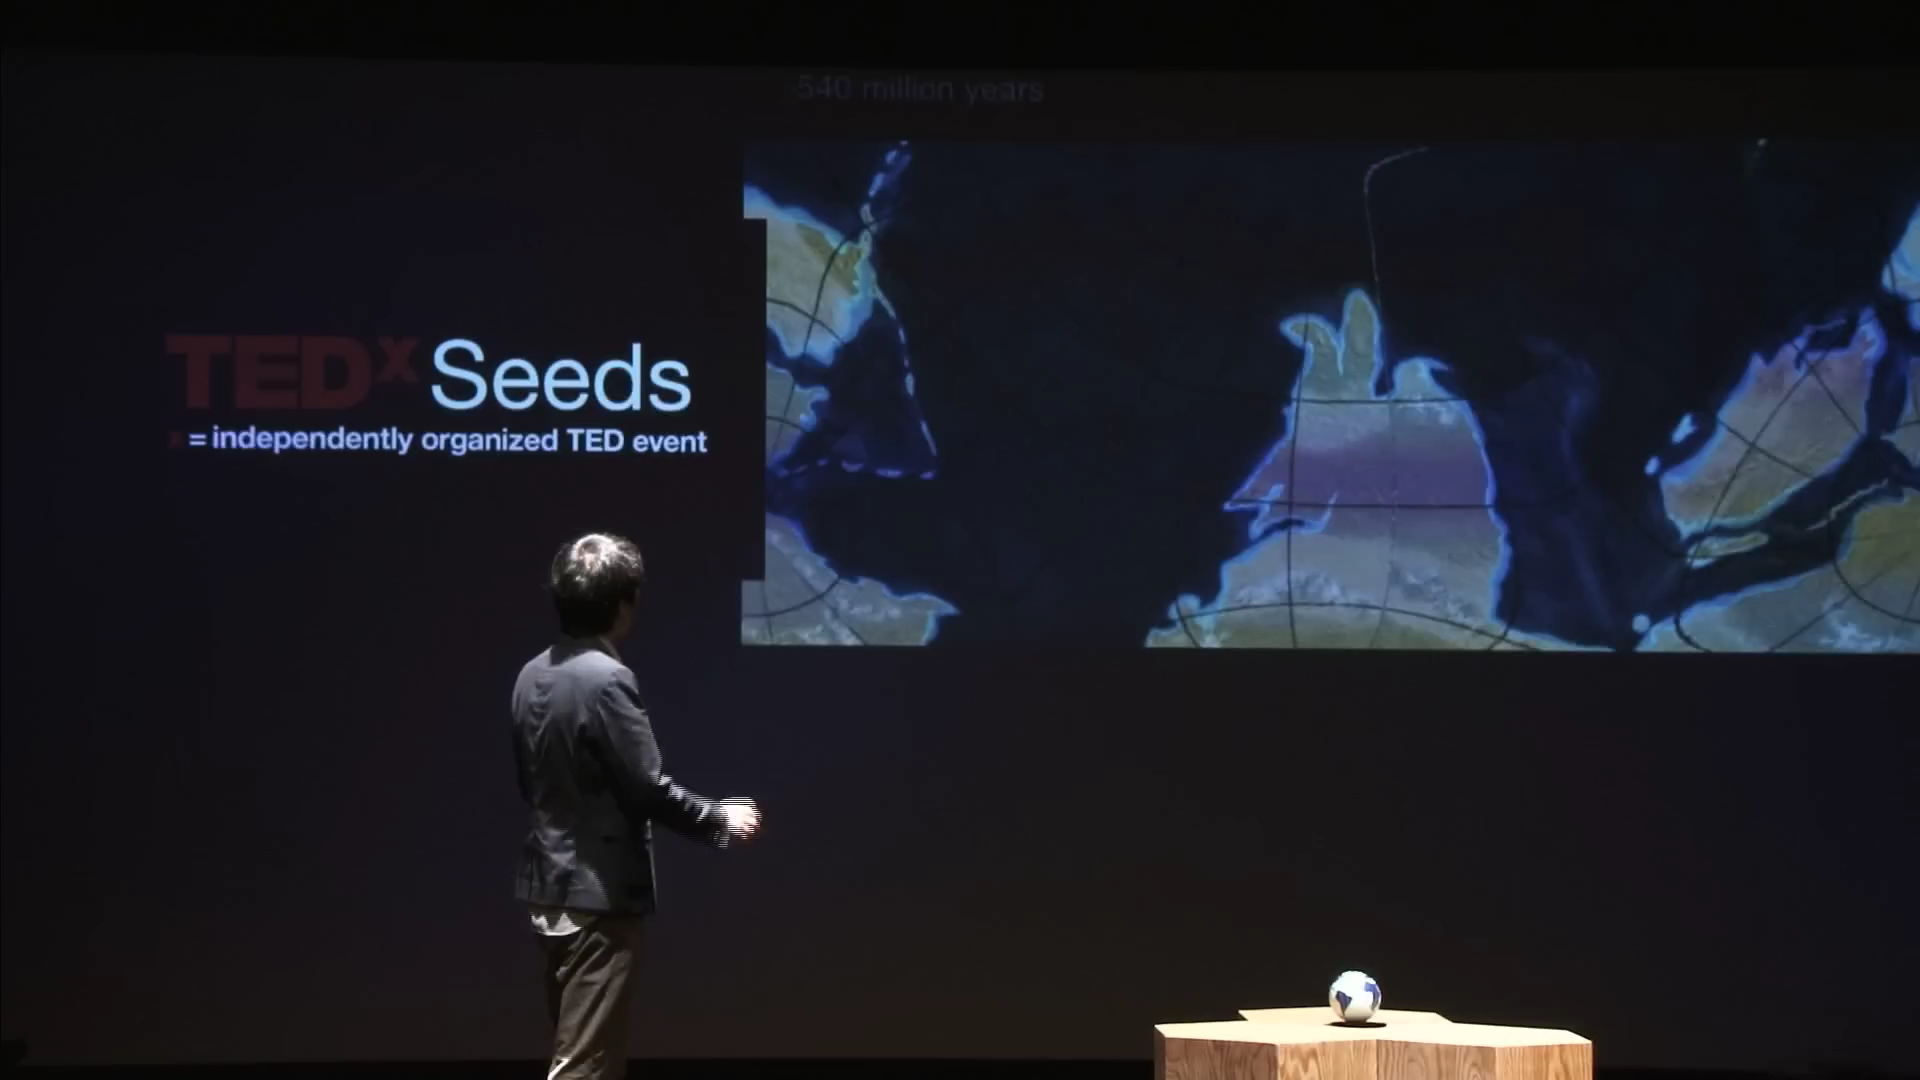 540 million years
TEDx Seeds
x = independently organized TED event